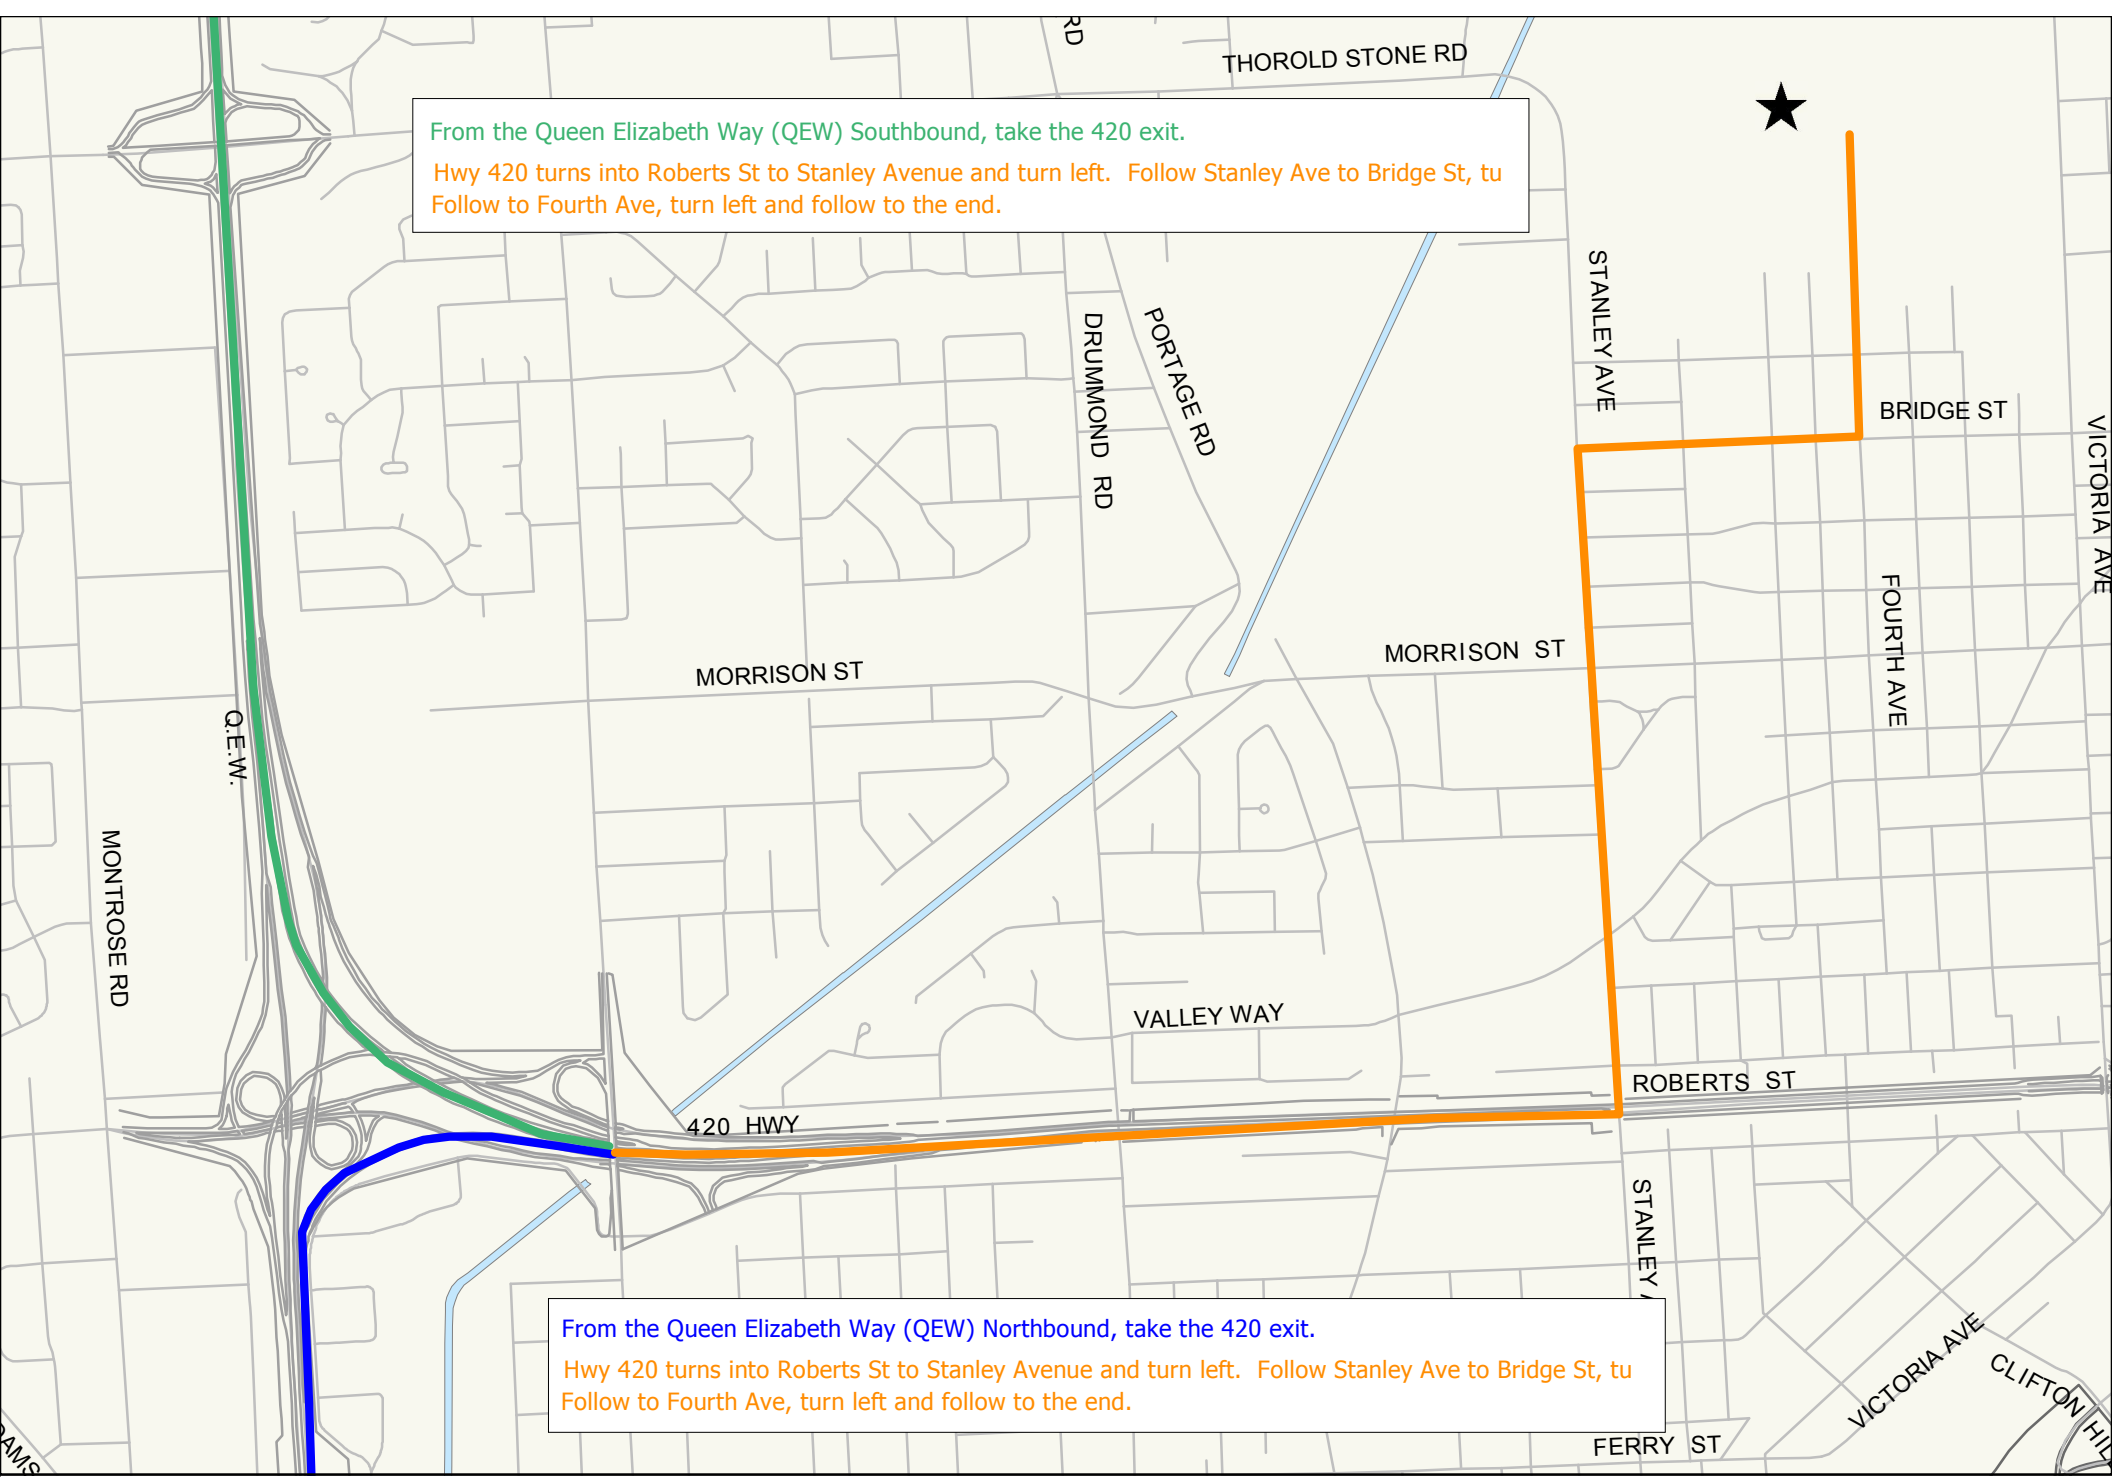 RD
THOROLD STONE RD
From the Queen Elizabeth Way (QEW) Southbound, take the 420 exit.
Hwy 420 turns into Roberts St to Stanley Avenue and turn left.  Follow Stanley Ave to Bridge St, tu
Follow to Fourth Ave, turn left and follow to the end.
STANLEY AVE
DRUMMOND RD
PORTAGE RD
BRIDGE ST
VICTORIA AVE
FOURTH AVE
MORRISON ST
MORRISON ST
Q.E.W.
MONTROSE RD
VALLEY WAY
ROBERTS ST
420 HWY
STANLEY A
From the Queen Elizabeth Way (QEW) Northbound, take the 420 exit.
Hwy 420 turns into Roberts St to Stanley Avenue and turn left.  Follow Stanley Ave to Bridge St, tu
Follow to Fourth Ave, turn left and follow to the end.
VICTORIA AVE
CLIFTON HIL
FERRY ST